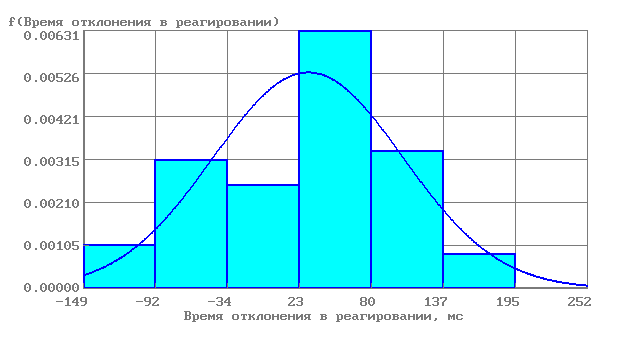 f(Время отклонения в реагировании)
0.00631
0.00526
0.00421
0.00315
0.00210
0.00105
0.00000
-149 -92 -34 23 80 137 195 252
Время отклонения в реагировании, мс